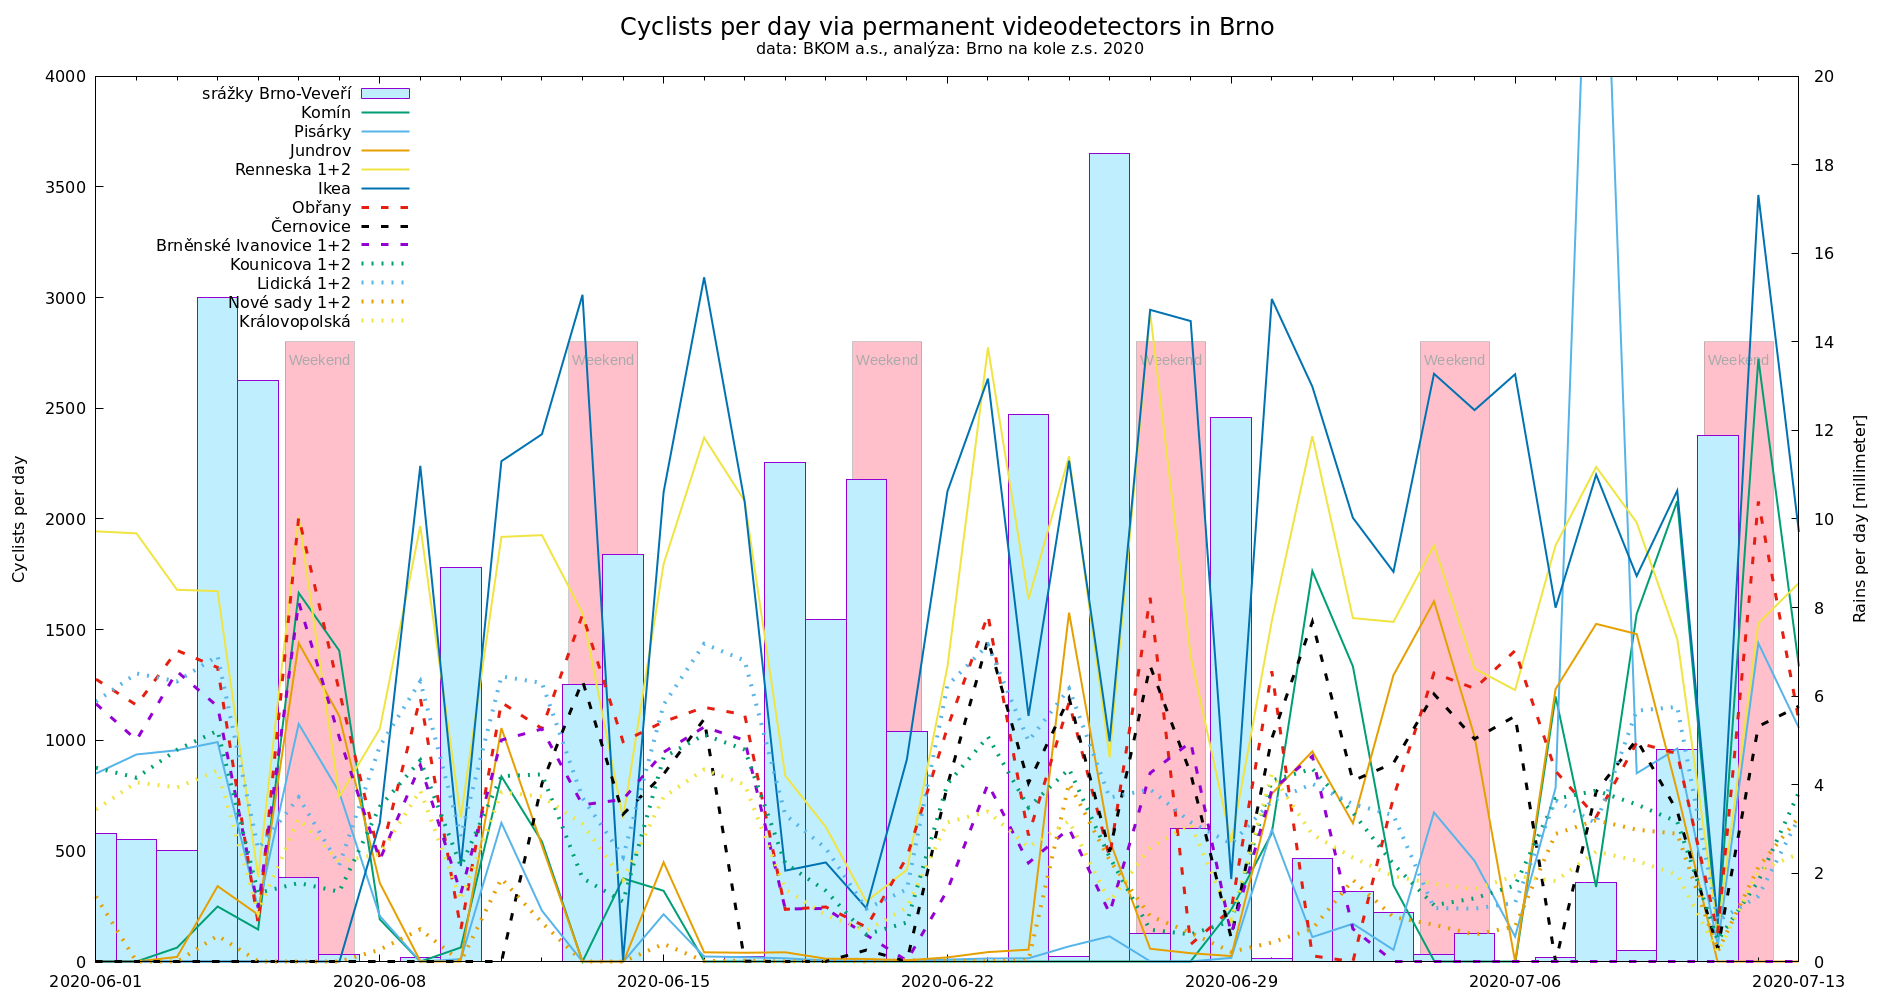 Cyclists per day via permanent videodetectors in Brno
data: BKOM a.s., analýza: Brno na kole z.s. 2020
4000
3500
3000
2500
2000
1500
1000
500
0
Cyclists per day
srážky Brno-Veveří
Komín
Pisárky
Jundrov
Renneska 1+2
Ikea
Obřany
Černovice
Brněnské Ivanovice 1+2
Kounicova 1+2
Lidická 1+2
Nové sady 1+2
Královopolská
Weekend
Weekend
Weekend
Weekend
Weekend
Weekend
20
18
16
14
12
10
8
6
4
2
0
Rains per day [millimeter]
2020-06-01
2020-06-08
2020-06-15
2020-06-22
2020-06-29
2020-07-06
2020-07-13